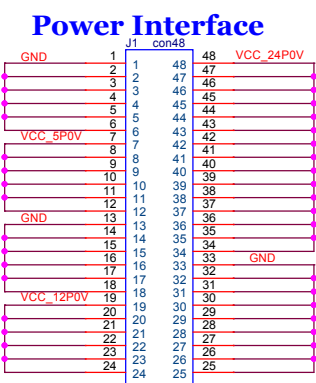 Power Interface
J1 con48
GND 1 1 48 48 VCC_24P0V
2 2 47 47
3 3 46 46
4 4 45 45
5 5 44 44
6 6 43 43
VCC_5P0V 7 7 42 42
8 8 41 41
9 9 40 40
10 10 39 39
11 11 38 38
12 12 37 37
GND 13 13 36 36
14 14 35 35
15 15 34 34
16 16 33 33 GND
17 17 32 32
18 18 31 31
VCC_12P0V 19 19 30 30
20 20 29 29
21 21 28 28
22 22 27 27
23 23 26 26
24 24 25 25